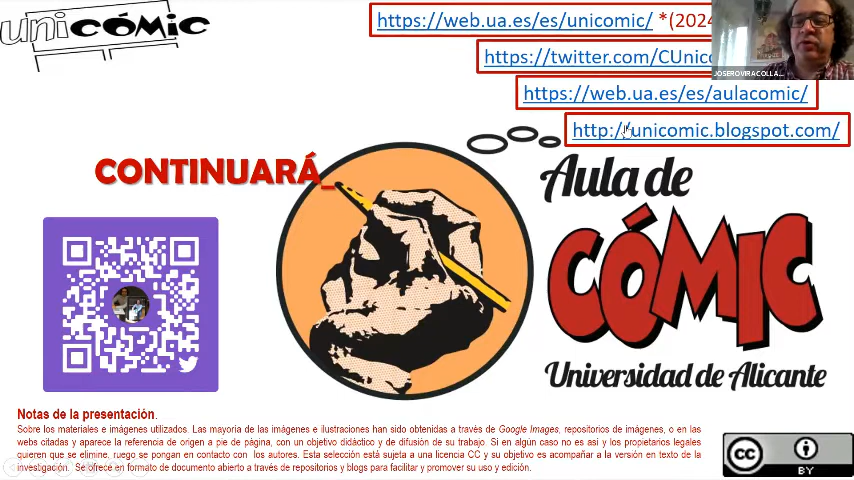 unicómic
https://web.ua.es/es/unicomic/ *(2024
https://twitter.com/CUnico
JOSEROVIRACOLLA...
https://web.ua.es/es/aulacomic/
http://unicomic.blogspot.com/
CONTINUARÁ_
Aula de
CÓMIC
Universidad de Alicante
Notas de la presentación.
Sobre los materiales e imágenes utilizados. Las mayoria de las imágenes e ilustraciones han sido obtenidas a través de Google Images, repositorios de imágenes, o en las
webs citadas y aparece la referencia de origen a pie de página, con un objetivo didáctico y de difusión de su trabajo. Si en algún caso no es asi y los propietarios legales
quieren que se elimine, ruego se pongan en contacto con los autores. Esta selección está sujeta a una licencia CC y su objetivo es acompañar a la versión en texto de la
investigación. Se ofrece en formato de documento abierto a través de repositorios y blogs para facilitar y promover su uso y edición.
cc
BY